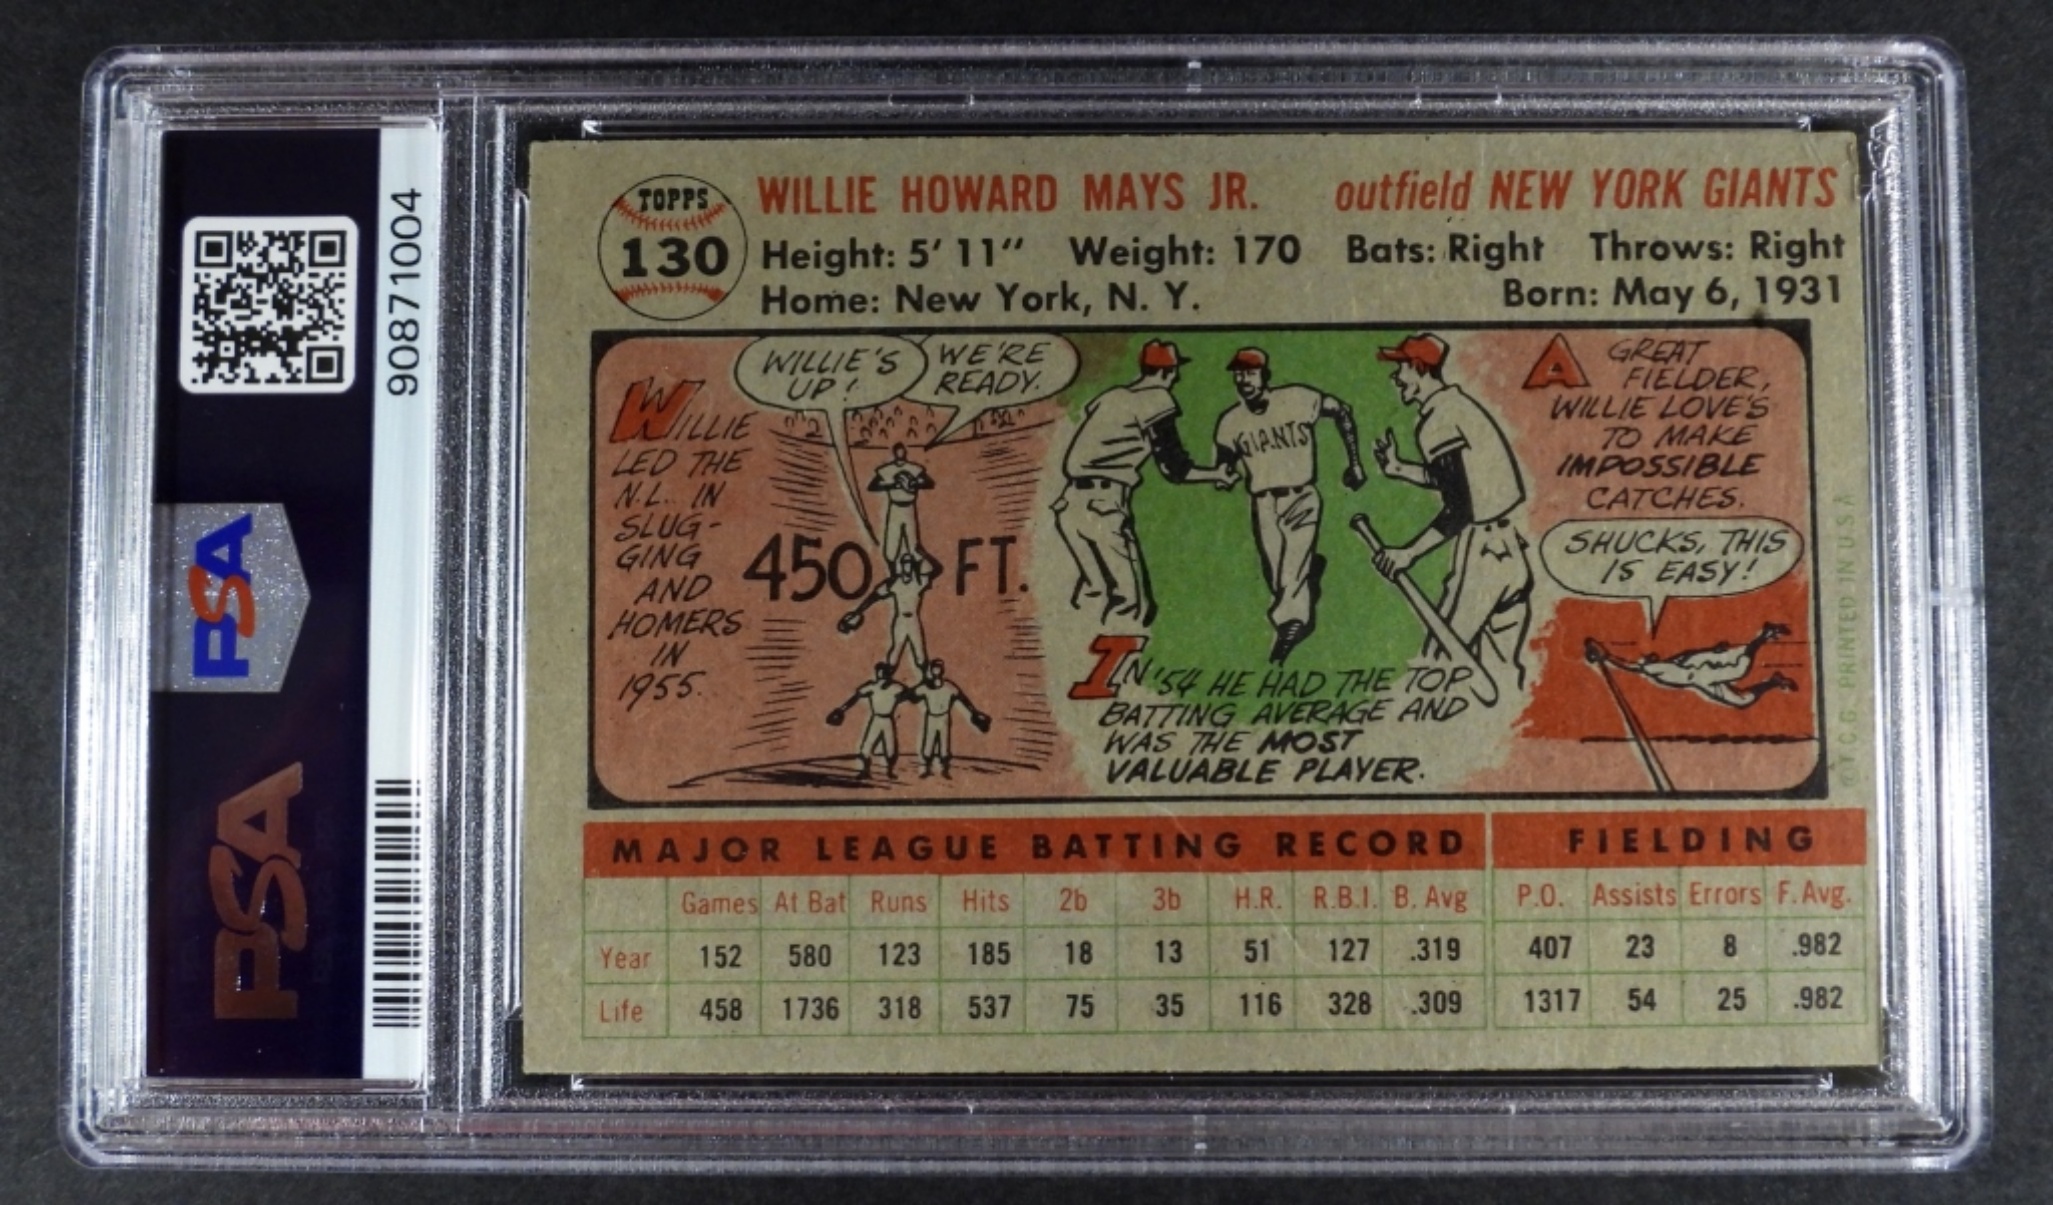 90871004
PSA
PSA
TOPPS
130
WILLIE HOWARD MAYS JR. outfield NEW YORK GIANTS
Height: 5' 11" Weight: 170 Bats: Right Throws: Right
Home: New York, N. Y. Born: May 6, 1931
WILLIE
LED THE
N.L. IN
SLUG-
GING
AND
HOMERS
IN
1955.
WILLIE'S
UP!
WE'RE
READY.
450 FT.
GIANTS
IN '54 HE HAD THE TOP
BATTING AVERAGE AND
WAS THE MOST
VALUABLE PLAYER.
A GREAT
FIELDER,
WILLIE LOVE'S
TO MAKE
IMPOSSIBLE
CATCHES.
SHUCKS, THIS
IS EASY!
© T.C.G. PRINTED IN U.S.A
MAJOR LEAGUE BATTING RECORD FIELDING
Games At Bat Runs Hits 2b 3b H.R. R.B.I. B. Avg P.O. Assists Errors F. Avg.
Year 152 580 123 185 18 13 51 127 .319 407 23 8 .982
Life 458 1736 318 537 75 35 116 328 .309 1317 54 25 .982